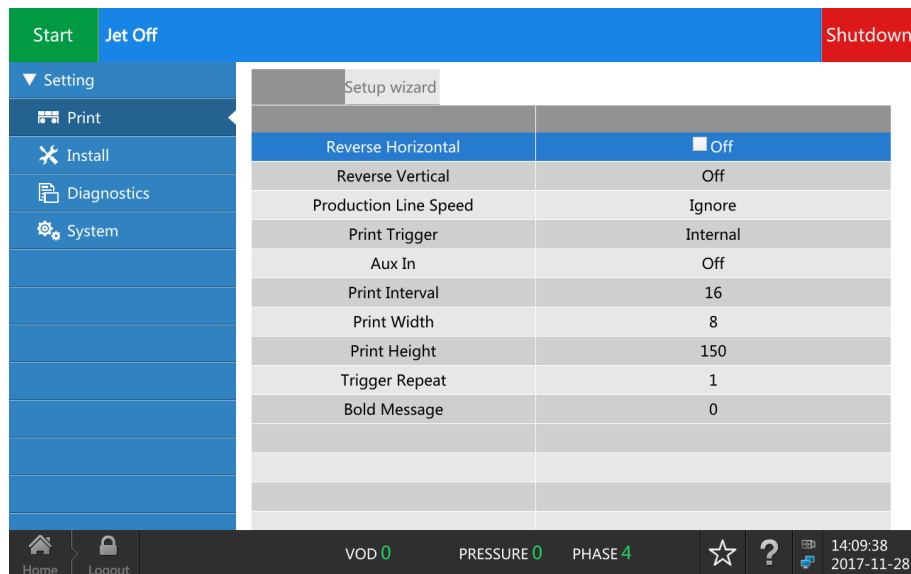 Start Jet Off Shutdown
Setting
Print
Install
Diagnostics
System
Setup wizard
Reverse Horizontal Off
Reverse Vertical Off
Production Line Speed Ignore
Print Trigger Internal
Aux In Off
Print Interval 16
Print Width 8
Print Height 150
Trigger Repeat 1
Bold Message 0
Home Logout VOD 0 PRESSURE 0 PHASE 4 ? 14:09:38
2017-11-28